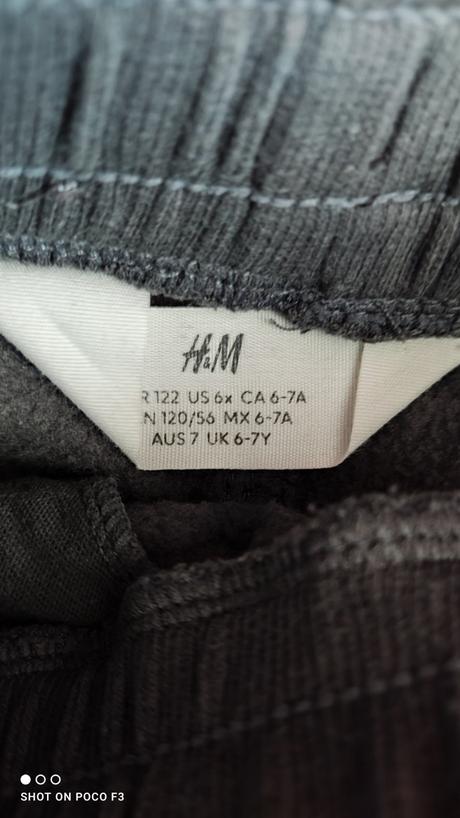 H&M
R 122 US 6x CA 6-7A
N 120/56 MX 6-7A
AUS 7 UK 6-7Y
SHOT ON POCO F3